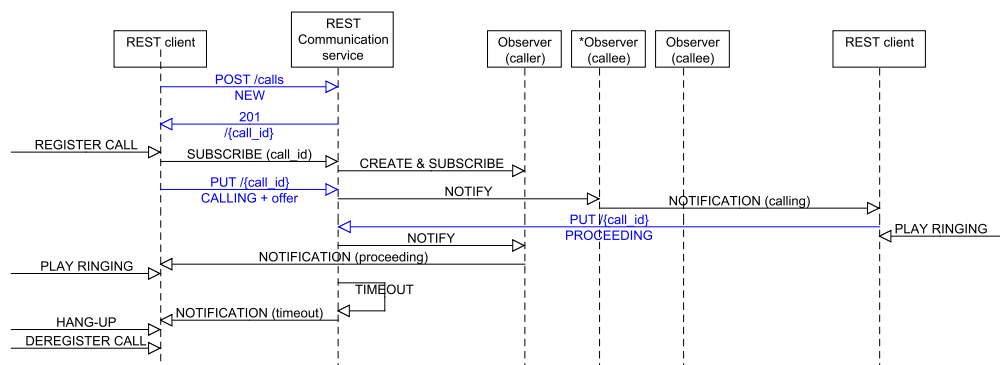 REST client
REST
Communication
service
Observer
(caller)
*Observer
(callee)
Observer
(callee)
REST client
POST /calls
NEW
201
/{call_id}
REGISTER CALL
SUBSCRIBE (call_id)
CREATE & SUBSCRIBE
PUT /{call_id}
CALLING + offer
NOTIFY
NOTIFICATION (calling)
PUT /{call_id}
PROCEEDING
PLAY RINGING
NOTIFY
NOTIFICATION (proceeding)
PLAY RINGING
TIMEOUT
NOTIFICATION (timeout)
HANG-UP
DEREGISTER CALL